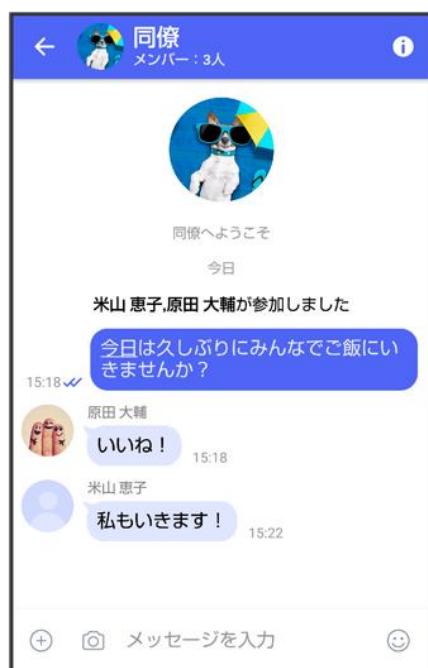 同僚
メンバー：3人
同僚へようこそ
今日
米山 恵子,原田 大輔が参加しました
今日は久しぶりにみんなでご飯にい
きませんか？
15:18
原田 大輔
いいね！
15:18
米山 恵子
私もいきます！
15:22
メッセージを入力